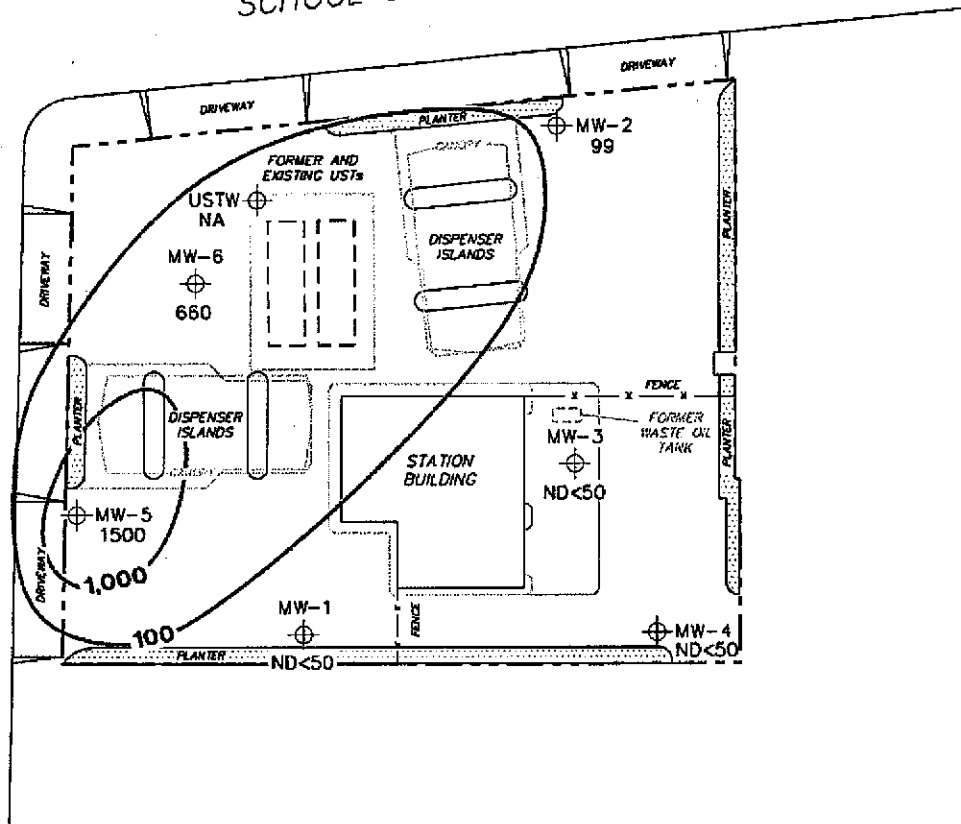 SCHOOL
DRIVEWAY
DRIVEWAY
PLANTER
MW-2
99
CANOPY
FORMER AND
EXISTING USTs
USTW
NA
DISPENSER
ISLANDS
PLANTER
MW-6
660
DRIVEWAY
FENCE
PLANTER
DISPENSER
ISLANDS
CANOPY
FORMER
WASTE OIL
TANK
MW-3
ND<50
STATION
BUILDING
PLANTER
MW-5
1500
DRIVEWAY
1,000
MW-1
100
FENCE
MW-4
ND<50
PLANTER
ND<50